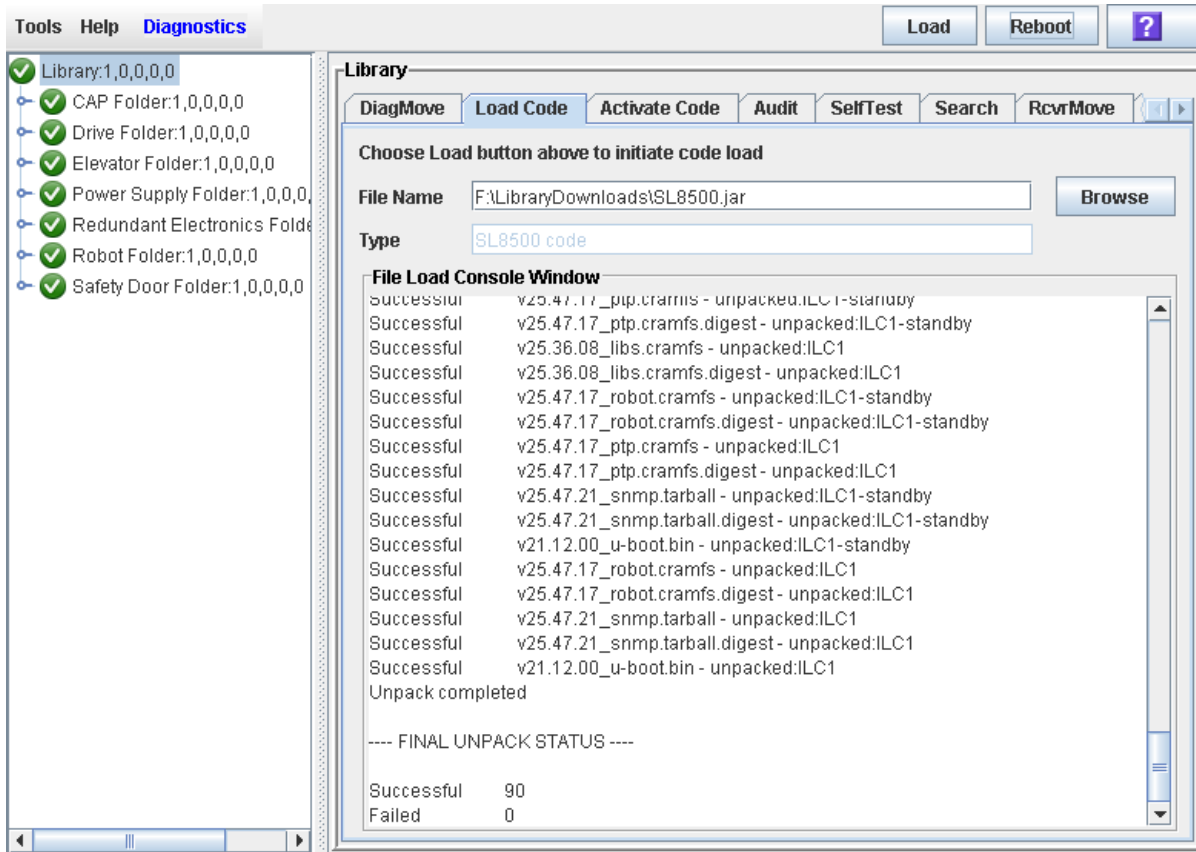 Tools Help Diagnostics
Load Reboot ?
Library:1,0,0,0,0
CAP Folder:1,0,0,0,0
Drive Folder:1,0,0,0,0
Elevator Folder:1,0,0,0,0
Power Supply Folder:1,0,0,0,
Redundant Electronics Folde
Robot Folder:1,0,0,0,0
Safety Door Folder:1,0,0,0,0
Library
DiagMove Load Code Activate Code Audit SelfTest Search RcvrMove
Choose Load button above to initiate code load
File Name F:\LibraryDownloads\SL8500.jar Browse
Type SL8500 code
File Load Console Window
Successful v25.47.17_ptp.cramfs - unpacked:ILC1-standby
Successful v25.47.17_ptp.cramfs.digest - unpacked:ILC1-standby
Successful v25.36.08_libs.cramfs - unpacked:ILC1
Successful v25.36.08_libs.cramfs.digest - unpacked:ILC1
Successful v25.47.17_robot.cramfs - unpacked:ILC1-standby
Successful v25.47.17_robot.cramfs.digest - unpacked:ILC1-standby
Successful v25.47.17_ptp.cramfs - unpacked:ILC1
Successful v25.47.17_ptp.cramfs.digest - unpacked:ILC1
Successful v25.47.21_snmp.tarball - unpacked:ILC1-standby
Successful v25.47.21_snmp.tarball.digest - unpacked:ILC1-standby
Successful v21.12.00_u-boot.bin - unpacked:ILC1-standby
Successful v25.47.17_robot.cramfs - unpacked:ILC1
Successful v25.47.17_robot.cramfs.digest - unpacked:ILC1
Successful v25.47.21_snmp.tarball - unpacked:ILC1
Successful v25.47.21_snmp.tarball.digest - unpacked:ILC1
Successful v21.12.00_u-boot.bin - unpacked:ILC1
Unpack completed
---- FINAL UNPACK STATUS ----
Successful 90
Failed 0